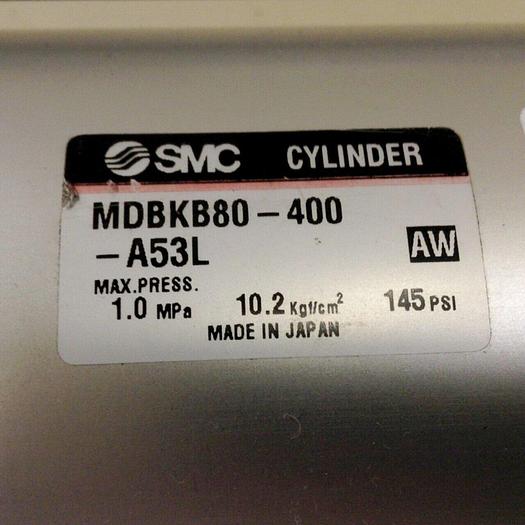 SMC CYLINDER
MDBKB80-400
-A53L
AW
MAX.PRESS.
1.0 MPa 10.2 Kgf/cm² 145 PSI
MADE IN JAPAN